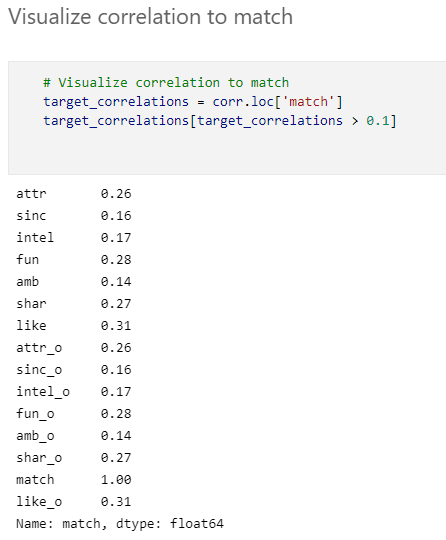 Visualize correlation to match
# Visualize correlation to match
target_correlations = corr.loc['match']
target_correlations[target_correlations > 0.1]
attr 0.26
sinc 0.16
intel 0.17
fun 0.28
amb 0.14
shar 0.27
like 0.31
attr_o 0.26
sinc_o 0.16
intel_o 0.17
fun_o 0.28
amb_o 0.14
shar_o 0.27
match 1.00
like_o 0.31
Name: match, dtype: float64